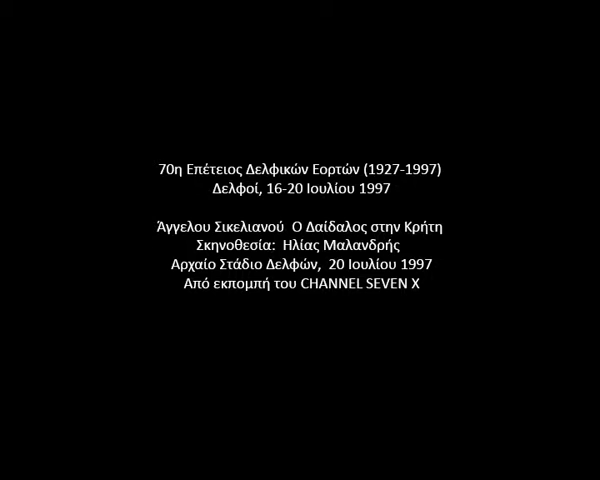 70η Επέτειος Δελφικών Εορτών (1927-1997)
Δελφοί, 16-20 Ιουλίου 1997
Άγγελου Σικελιανού  Ο Δαίδαλος στην Κρήτη
Σκηνοθεσία:  Ηλίας Μαλανδρής
Αρχαίο Στάδιο Δελφών,  20 Ιουλίου 1997
Από εκπομπή του CHANNEL SEVEN X